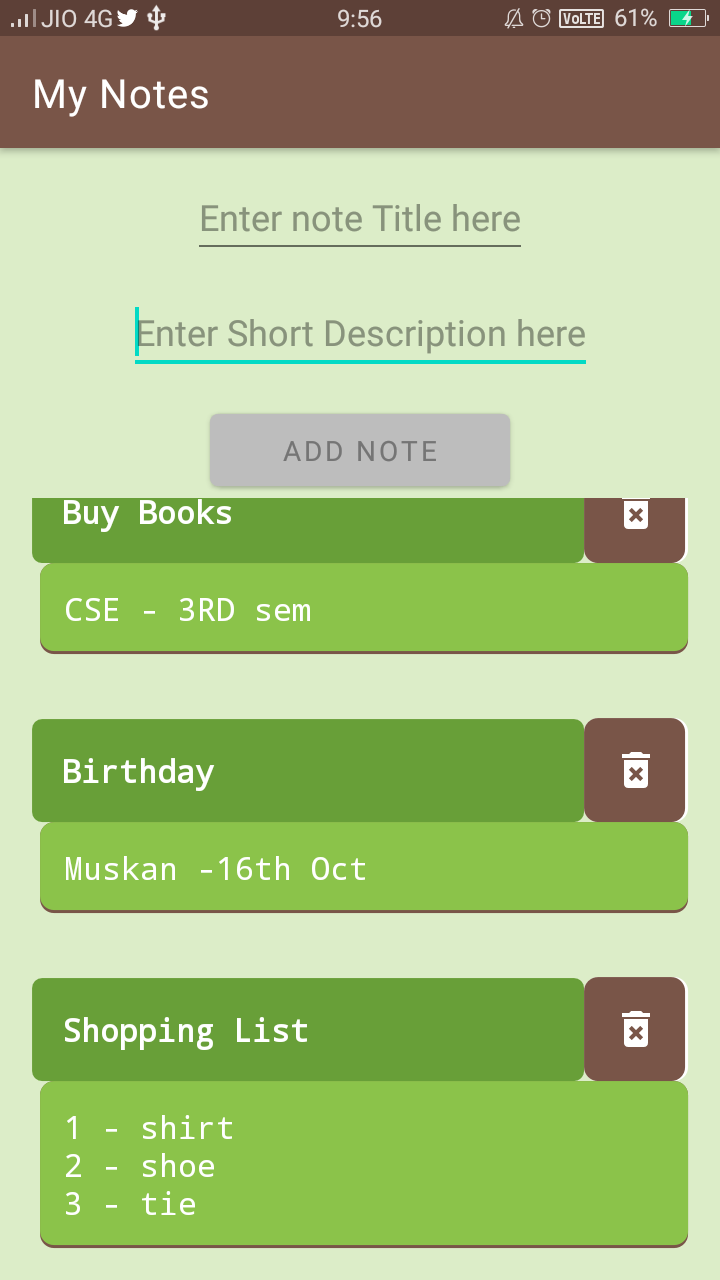 JIO 4G 9:56 VoLTE 61%
My Notes
Enter note Title here
Enter Short Description here
ADD NOTE
Buy Books
CSE - 3RD sem
Birthday
Muskan -16th Oct
Shopping List
1 - shirt
2 - shoe
3 - tie